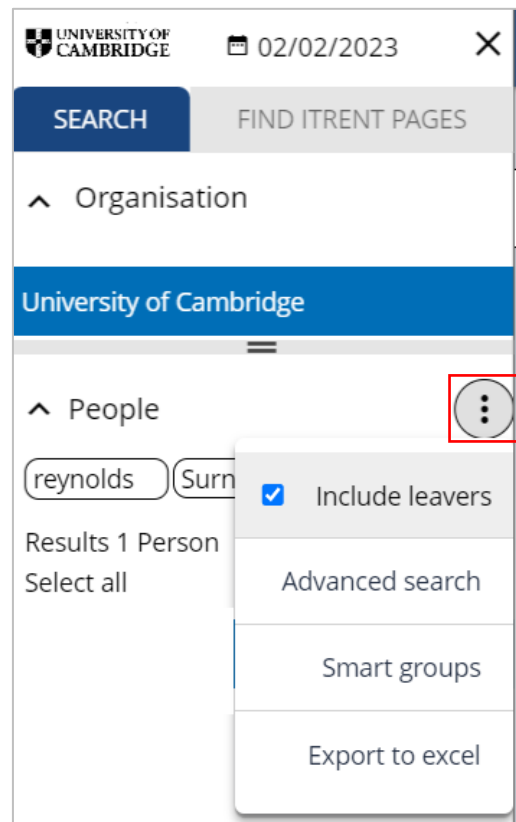 UNIVERSITY OF
CAMBRIDGE
02/02/2023
SEARCH
FIND ITRENT PAGES
Organisation
University of Cambridge
People
reynolds
Surn
Include leavers
Results 1 Person
Select all
Advanced search
Smart groups
Export to excel